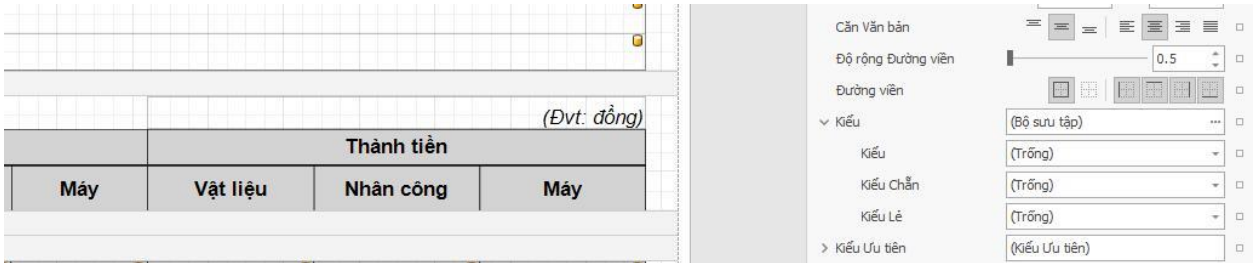 (Đvt: đồng)
Thành tiền
Máy
Vật liệu
Nhân công
Máy
Căn Văn bản
Độ rộng Đường viền
0.5
Đường viền
Kiểu
(Bộ sưu tập)
Kiểu
(Trống)
Kiểu Chẵn
(Trống)
Kiểu Lẻ
(Trống)
Kiểu Ưu tiên
(Kiểu Ưu tiên)